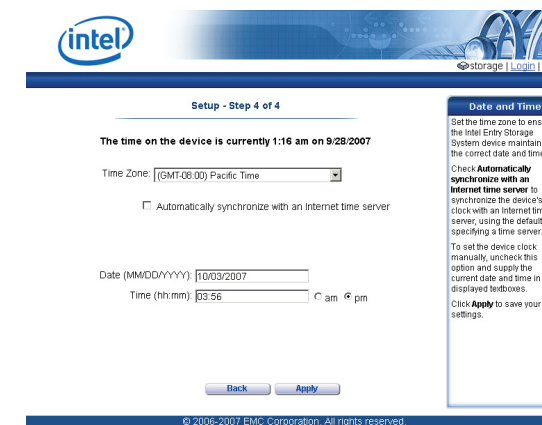 intel
storage | Login |
Setup - Step 4 of 4
The time on the device is currently 1:16 am on 9/28/2007
Time Zone: (GMT-08:00) Pacific Time
Automatically synchronize with an Internet time server
Date (MM/DD/YYYY): 10/03/2007
Time (hh:mm): 03:56 am pm
Back Apply
Date and Time
Set the time zone to ens
the Intel Entry Storage
System device maintain
the correct date and time
Check Automatically
synchronize with an
Internet time server to
synchronize the device's
clock with an Internet tim
server, using the default
specifying a time server.
To set the device clock
manually, uncheck this
option and supply the
current date and time in
displayed textboxes.
Click Apply to save your
settings.
© 2006-2007 EMC Corporation. All rights reserved.